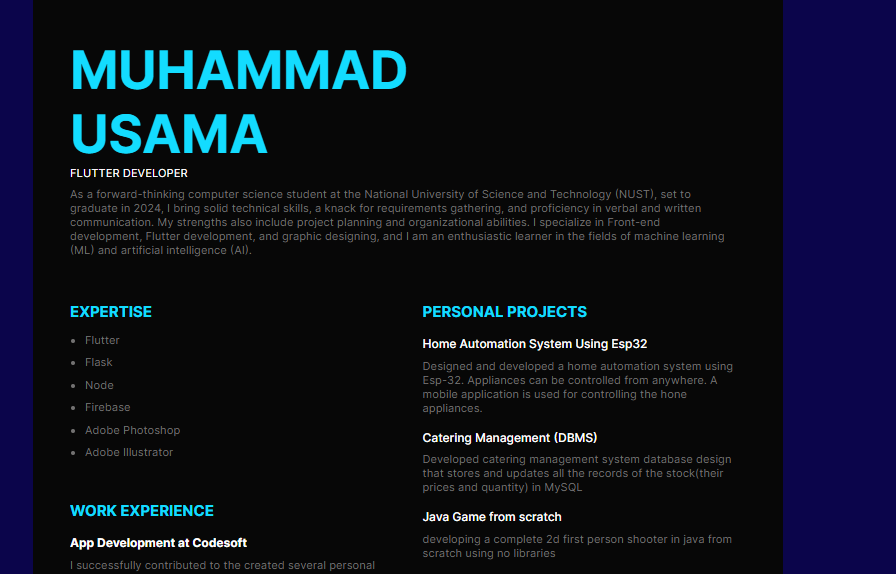 MUHAMMAD
USAMA
FLUTTER DEVELOPER
As a forward-thinking computer science student at the National University of Science and Technology (NUST), set to
graduate in 2024, I bring solid technical skills, a knack for requirements gathering, and proficiency in verbal and written
communication. My strengths also include project planning and organizational abilities. I specialize in Front-end
development, Flutter development, and graphic designing, and I am an enthusiastic learner in the fields of machine learning
(ML) and artificial intelligence (AI).
EXPERTISE
• Flutter
• Flask
• Node
• Firebase
• Adobe Photoshop
• Adobe Illustrator
WORK EXPERIENCE
App Development at Codesoft
I successfully contributed to the created several personal
PERSONAL PROJECTS
Home Automation System Using Esp32
Designed and developed a home automation system using
Esp-32. Appliances can be controlled from anywhere. A
mobile application is used for controlling the hone
appliances.
Catering Management (DBMS)
Developed catering management system database design
that stores and updates all the records of the stock(their
prices and quantity) in MySQL
Java Game from scratch
developing a complete 2d first person shooter in java from
scratch using no libraries